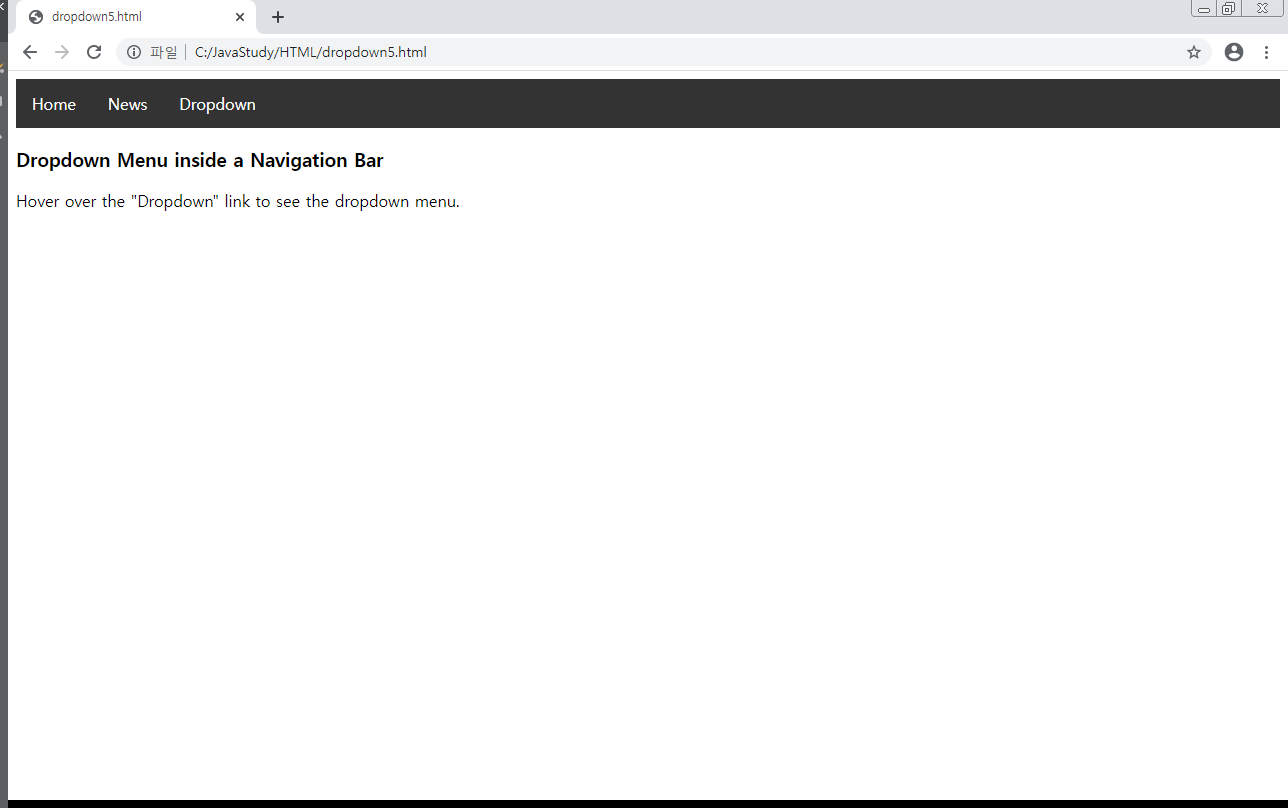 dropdown5.html
파일 C:/JavaStudy/HTML/dropdown5.html
Home News Dropdown
Dropdown Menu inside a Navigation Bar
Hover over the "Dropdown" link to see the dropdown menu.